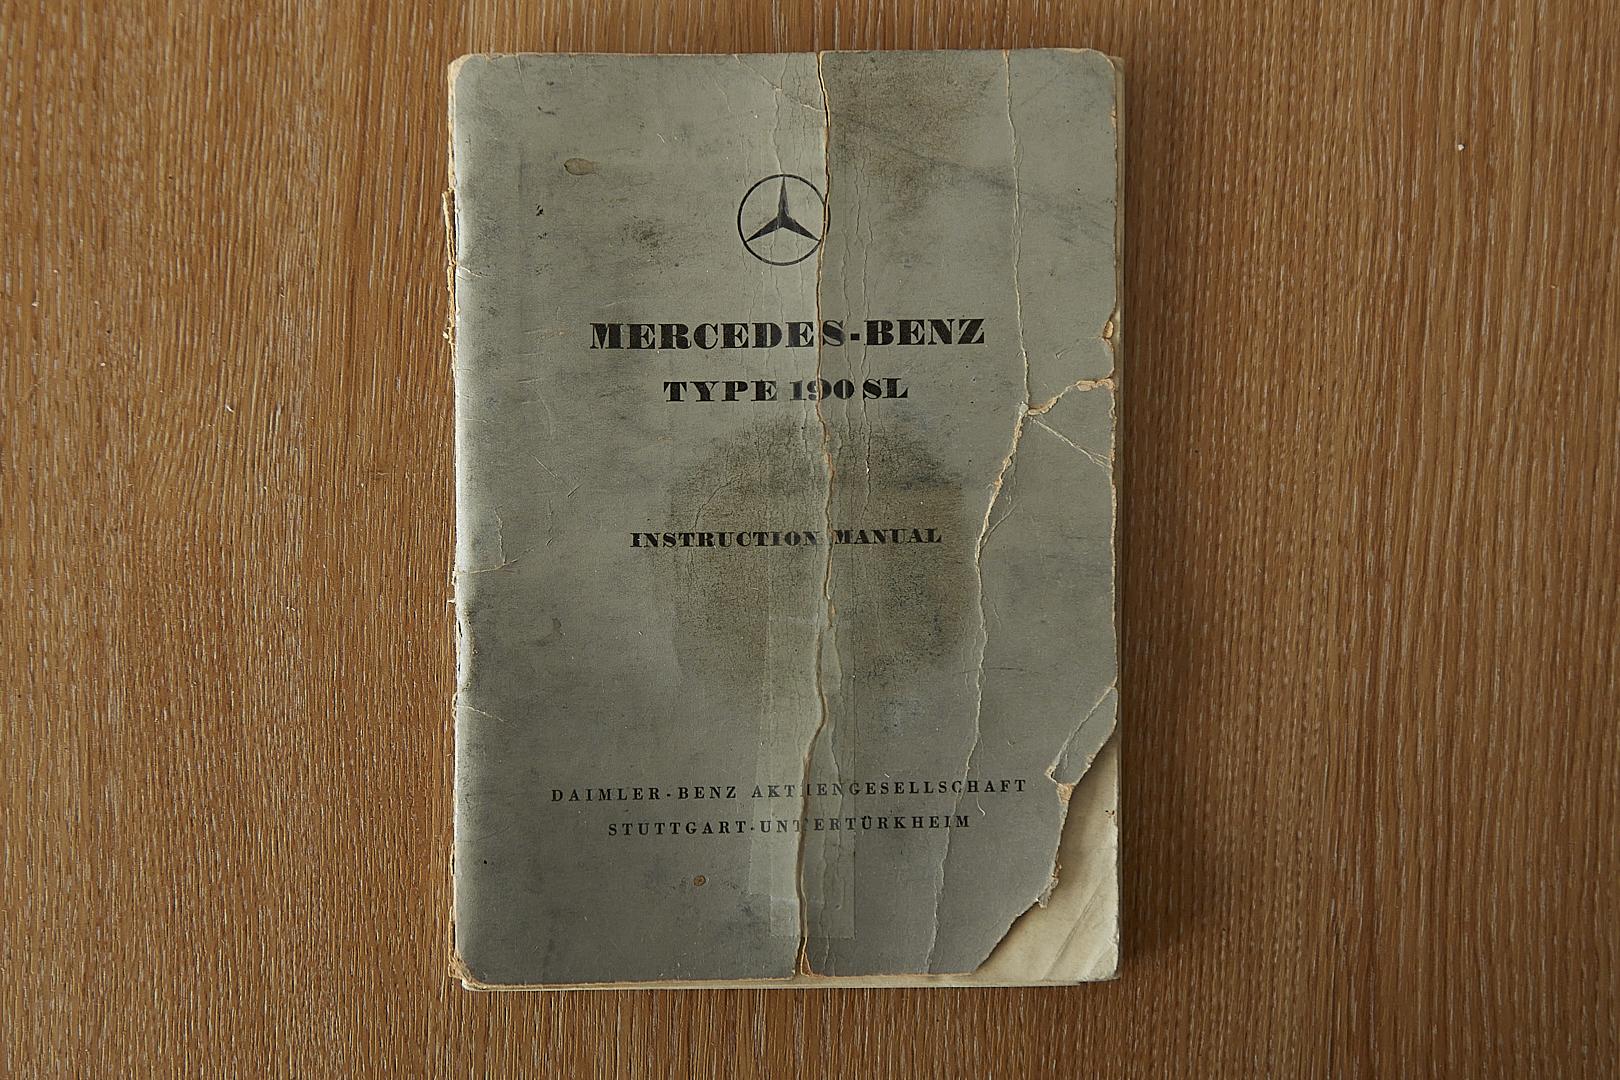 MERCEDES-BENZ
TYPE 190 SL
INSTRUCTION MANUAL
DAIMLER-BENZ AKTIENGESELLSCHAFT
STUTTGART-UNTERTÜRKHEIM